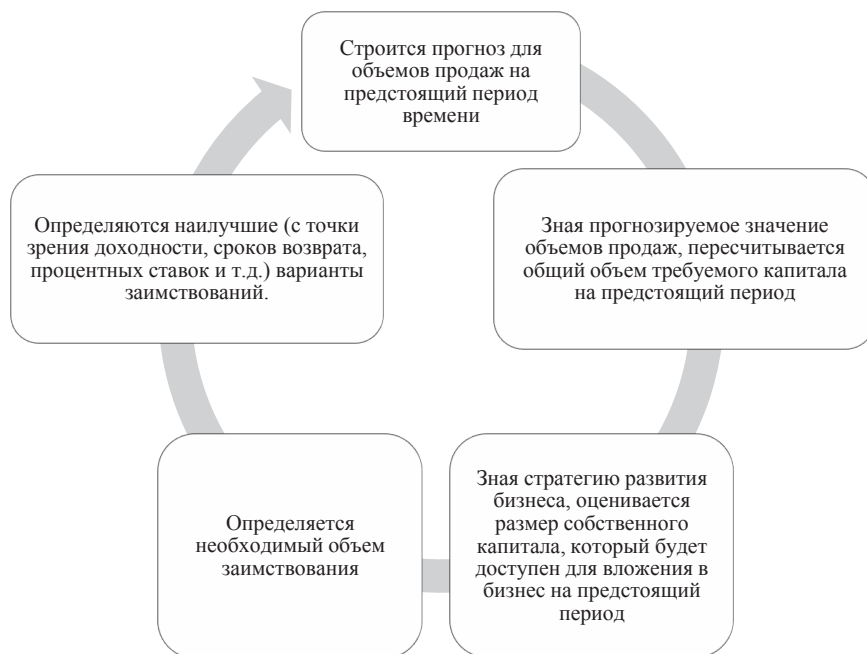 Строится прогноз для
объемов продаж на
предстоящий период
времени
Зная прогнозируемое значение
объемов продаж, пересчитывается
общий объем требуемого капитала
на предстоящий период
Зная стратегию развития
бизнеса, оценивается
размер собственного
капитала, который будет
доступен для вложения в
бизнес на предстоящий
период
Определяется
необходимый объем
заимствования
Определяются наилучшие (с точки
зрения доходности, сроков возврата,
процентных ставок и т.д.) варианты
заимствований.